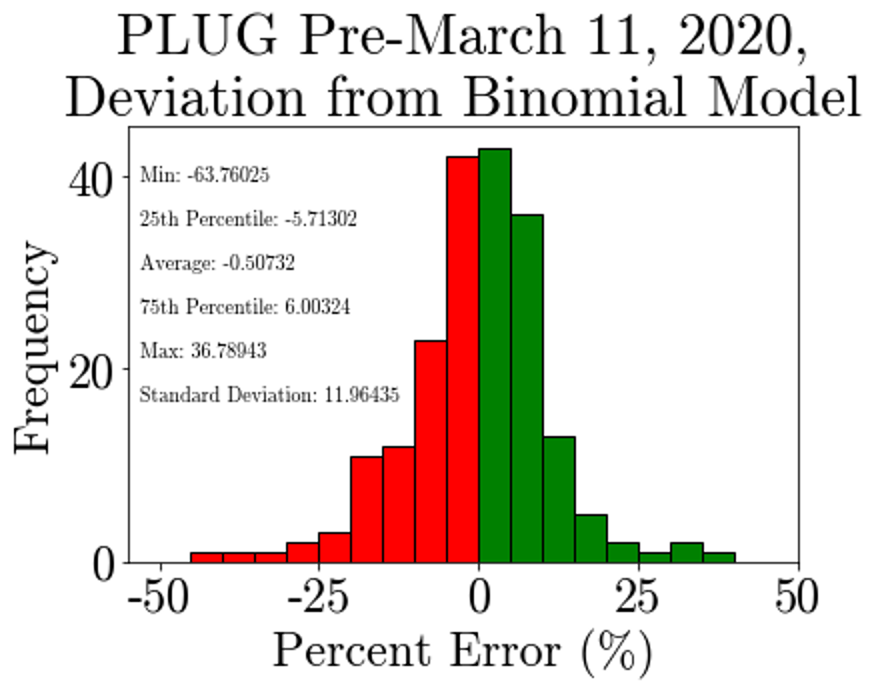 PLUG Pre-March 11, 2020,
Deviation from Binomial Model
Min: -63.76025
25th Percentile: -5.71302
Average: -0.50732
75th Percentile: 6.00324
Max: 36.78943
Standard Deviation: 11.96435
Frequency
40
20
0
-50 -25 0 25 50
Percent Error (%)